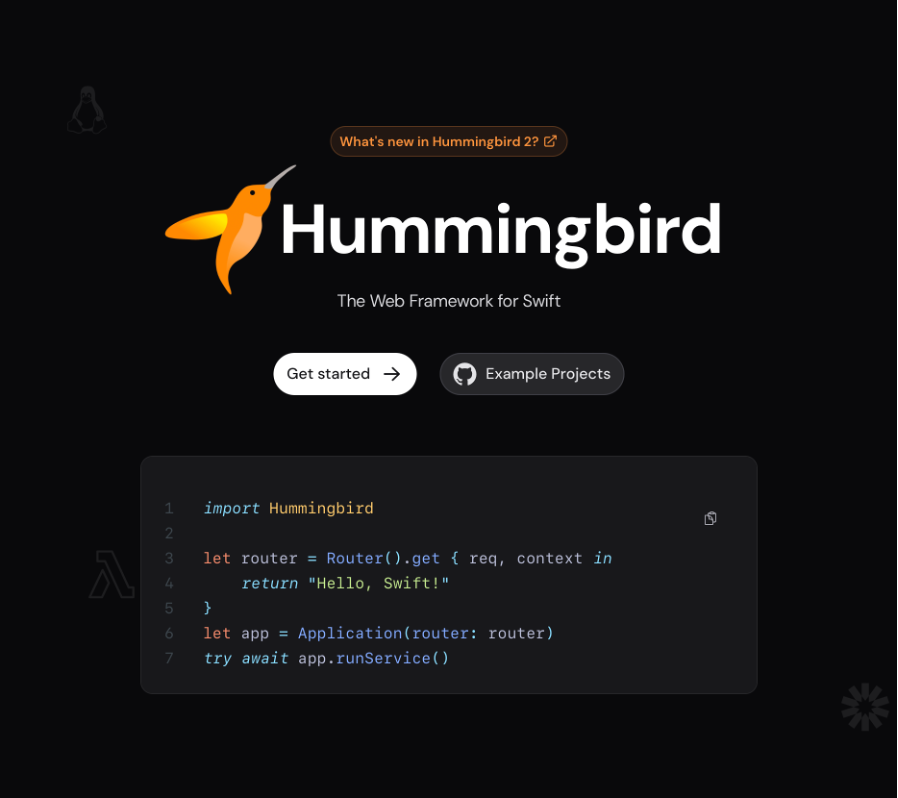 What's new in Hummingbird 2?
Hummingbird
The Web Framework for Swift
Get started
Example Projects
1 import Hummingbird
2
3 let router = Router().get { req, context in
4     return "Hello, Swift!"
5 }
6 let app = Application(router: router)
7 try await app.runService()